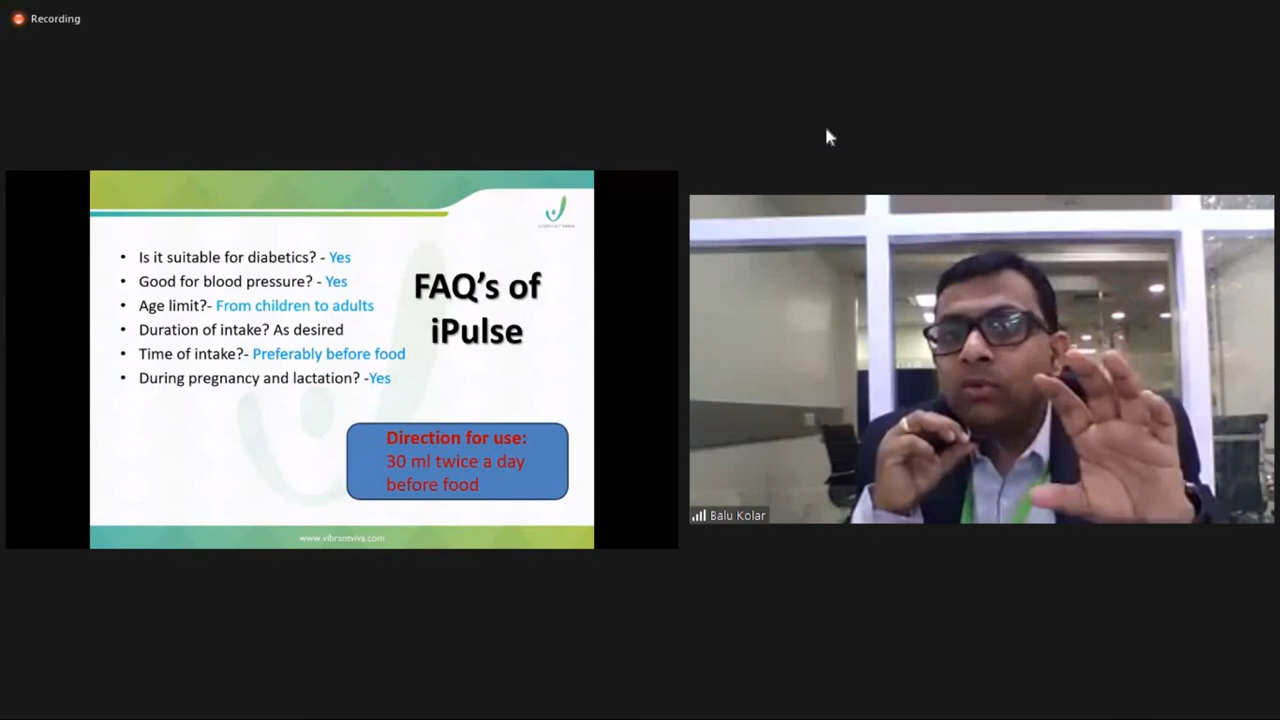 Recording
VIBRANTVIVA
• Is it suitable for diabetics? - Yes
• Good for blood pressure? - Yes
• Age limit?- From children to adults
• Duration of intake? As desired
• Time of intake?- Preferably before food
• During pregnancy and lactation? -Yes
FAQ’s of
iPulse
Direction for use:
30 ml twice a day
before food
www.vibrantviva.com
Balu Kolar